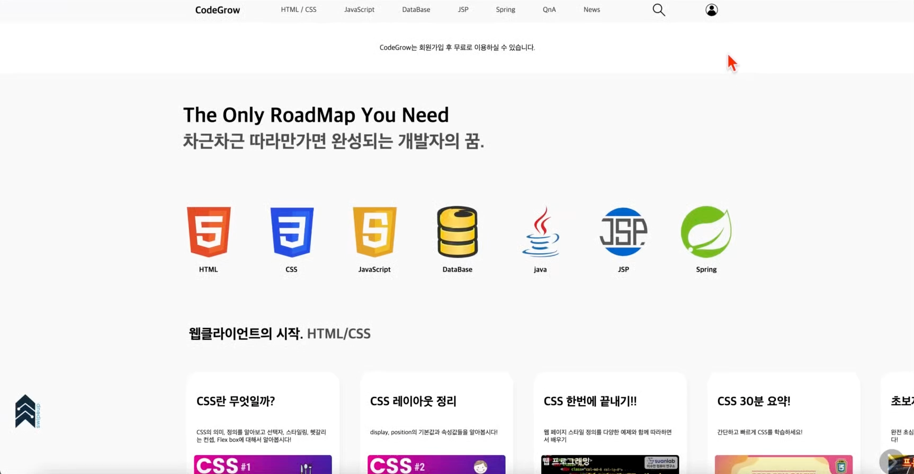 CodeGrow HTML / CSS JavaScript DataBase JSP Spring QnA News
CodeGrow는 회원가입 후 무료로 이용하실 수 있습니다.
The Only RoadMap You Need
차근차근 따라만가면 완성되는 개발자의 꿈.
5 3 S JSP
HTML CSS JavaScript DataBase java JSP Spring
웹클라이언트의 시작. HTML/CSS
CSS란 무엇일까?
CSS의 의미, 정의를 알아보고 선택자, 스타일링, 헷갈리
는 컨셉, Flex box에 대해서 알아봅시다!
CSS #1
CSS 레이아웃 정리
display, position의 기본값과 속성값들을 알아봅시다!
CSS #2
CSS 한번에 끝내기!!
웹 페이지 스타일 정의를 다양한 예제와 함께 따라하면
서 배우기
웹 프로그래밍
CSS 30분 요약!
간단하고 빠르게 CSS를 학습하세요!
초보자
완전 초심
다!